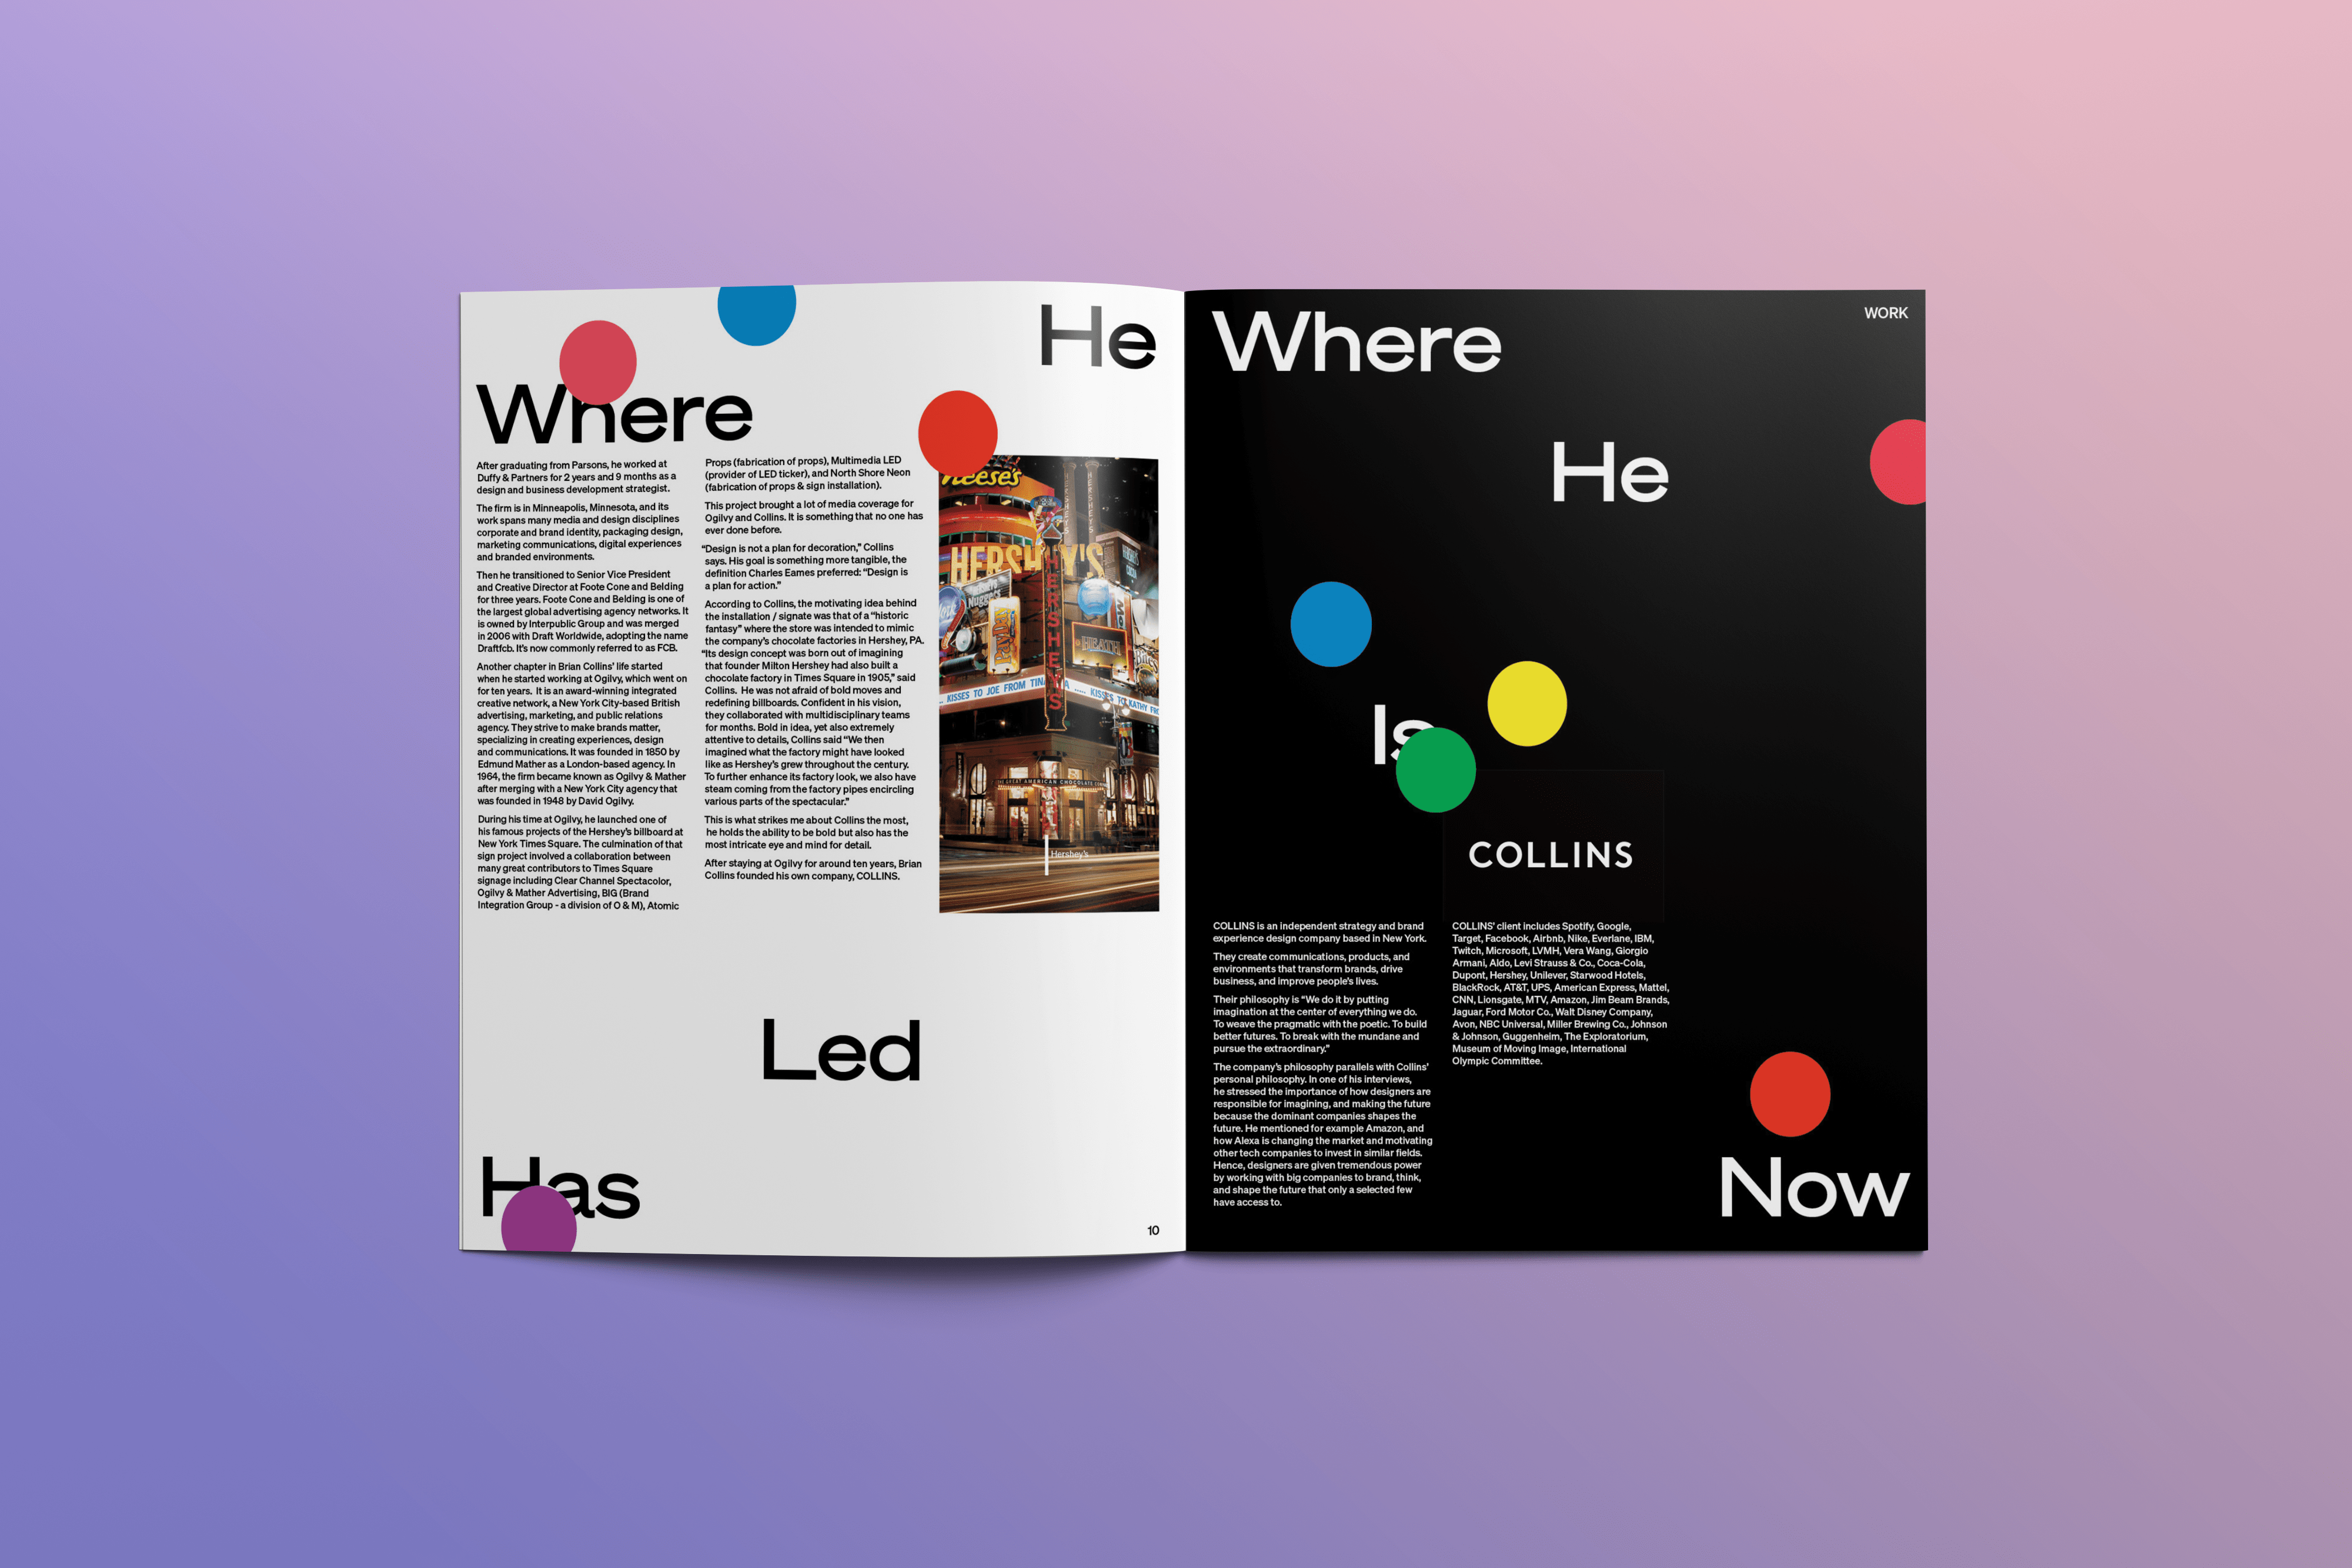 He
Where
After graduating from Parsons, he worked at
Duffy & Partners for 2 years and 9 months as a
design and business development strategist.
The firm is in Minneapolis, Minnesota, and its
work spans many media and design disciplines
corporate and brand identity, packaging design,
marketing communications, digital experiences
and branded environments.
Then he transitioned to Senior Vice President
and Creative Director at Foote Cone and Belding
for three years. Foote Cone and Belding is one of
the largest global advertising agency networks. It
is owned by Interpublic Group and was merged
in 2006 with Draft Worldwide, adopting the name
Draftfcb. It's now commonly referred to as FCB.
Another chapter in Brian Collins' life started
when he started working at Ogilvy, which went on
for ten years. It is an award-winning integrated
creative network, a New York City-based British
advertising, marketing, and public relations
agency. They strive to make brands matter,
specializing in creating experiences, design
and communications. It was founded in 1850 by
Edmund Mather as a London-based agency. In
1964, the firm became known as Ogilvy & Mather
after merging with a New York City agency that
was founded in 1948 by David Ogilvy.
During his time at Ogilvy, he launched one of
his famous projects of the Hershey's billboard at
New York Times Square. The culmination of that
sign project involved a collaboration between
many great contributors to Times Square
signage including Clear Channel Spectacolor,
Ogilvy & Mather Advertising, BIG (Brand
Integration Group - a division of O & M), Atomic
Props (fabrication of props), Multimedia LED
(provider of LED ticker), and North Shore Neon
(fabrication of props & sign installation).
This project brought a lot of media coverage for
Ogilvy and Collins. It is something that no one has
ever done before.
“Design is not a plan for decoration,” Collins
says. His goal is something more tangible, the
definition Charles Eames preferred: “Design is
a plan for action.”
According to Collins, the motivating idea behind
the installation / signate was that of a “historic
fantasy” where the store was intended to mimic
the company's chocolate factories in Hershey, PA.
“Its design concept was born out of imagining
that founder Milton Hershey had also built a
chocolate factory in Times Square in 1905,” said
Collins. He was not afraid of bold moves and
redefining billboards. Confident in his vision,
they collaborated with multidisciplinary teams
for months. Bold in idea, yet also extremely
attentive to details, Collins said “We then
imagined what the factory might have looked
like as Hershey's grew throughout the century.
To further enhance its factory look, we also have
steam coming from the factory pipes encircling
various parts of the spectacular.”
This is what strikes me about Collins the most,
he holds the ability to be bold but also has the
most intricate eye and mind for detail.
After staying at Ogilvy for around ten years, Brian
Collins founded his own company, COLLINS.
Reese's
HERSHEY'S
HERSHEY'S
Nuggets
PayDay
HEATH
KISSES TO JOE FROM TINA
KISSES TO KATHY FR
THE GREAT AMERICAN CHOCOLATE
Hershey's
Led
Has
10
WORK
Where
He
Is
COLLINS
COLLINS is an independent strategy and brand
experience design company based in New York.
They create communications, products, and
environments that transform brands, drive
business, and improve people's lives.
Their philosophy is “We do it by putting
imagination at the center of everything we do.
To weave the pragmatic with the poetic. To build
better futures. To break with the mundane and
pursue the extraordinary.”
The company's philosophy parallels with Collins'
personal philosophy. In one of his interviews,
he stressed the importance of how designers are
responsible for imagining, and making the future
because the dominant companies shapes the
future. He mentioned for example Amazon, and
how Alexa is changing the market and motivating
other tech companies to invest in similar fields.
Hence, designers are given tremendous power
by working with big companies to brand, think,
and shape the future that only a selected few
have access to.
COLLINS' client includes Spotify, Google,
Target, Facebook, Airbnb, Nike, Everlane, IBM,
Twitch, Microsoft, LVMH, Vera Wang, Giorgio
Armani, Aldo, Levi Strauss & Co., Coca-Cola,
Dupont, Hershey, Unilever, Starwood Hotels,
BlackRock, AT&T, UPS, American Express, Mattel,
CNN, Lionsgate, MTV, Amazon, Jim Beam Brands,
Jaguar, Ford Motor Co., Walt Disney Company,
Avon, NBC Universal, Miller Brewing Co., Johnson
& Johnson, Guggenheim, The Exploratorium,
Museum of Moving Image, International
Olympic Committee.
Now